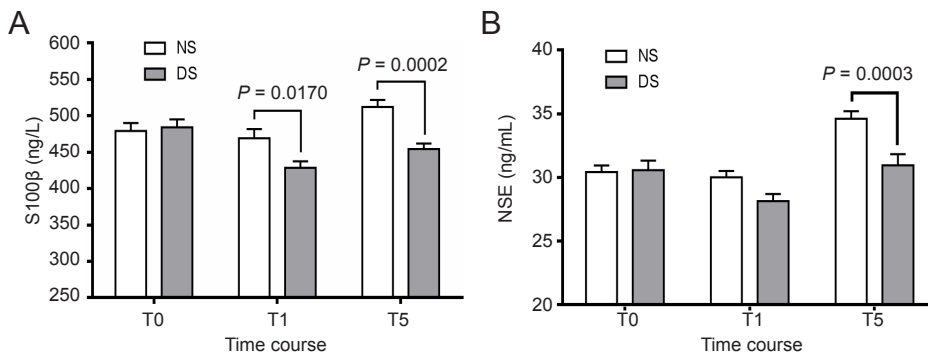 A
S100β (ng/L)
600
550
500
450
400
350
300
250
NS
DS
P = 0.0170
P = 0.0002
T0
T1
T5
Time course
B
NSE (ng/mL)
40
35
30
25
20
NS
DS
P = 0.0003
T0
T1
T5
Time course